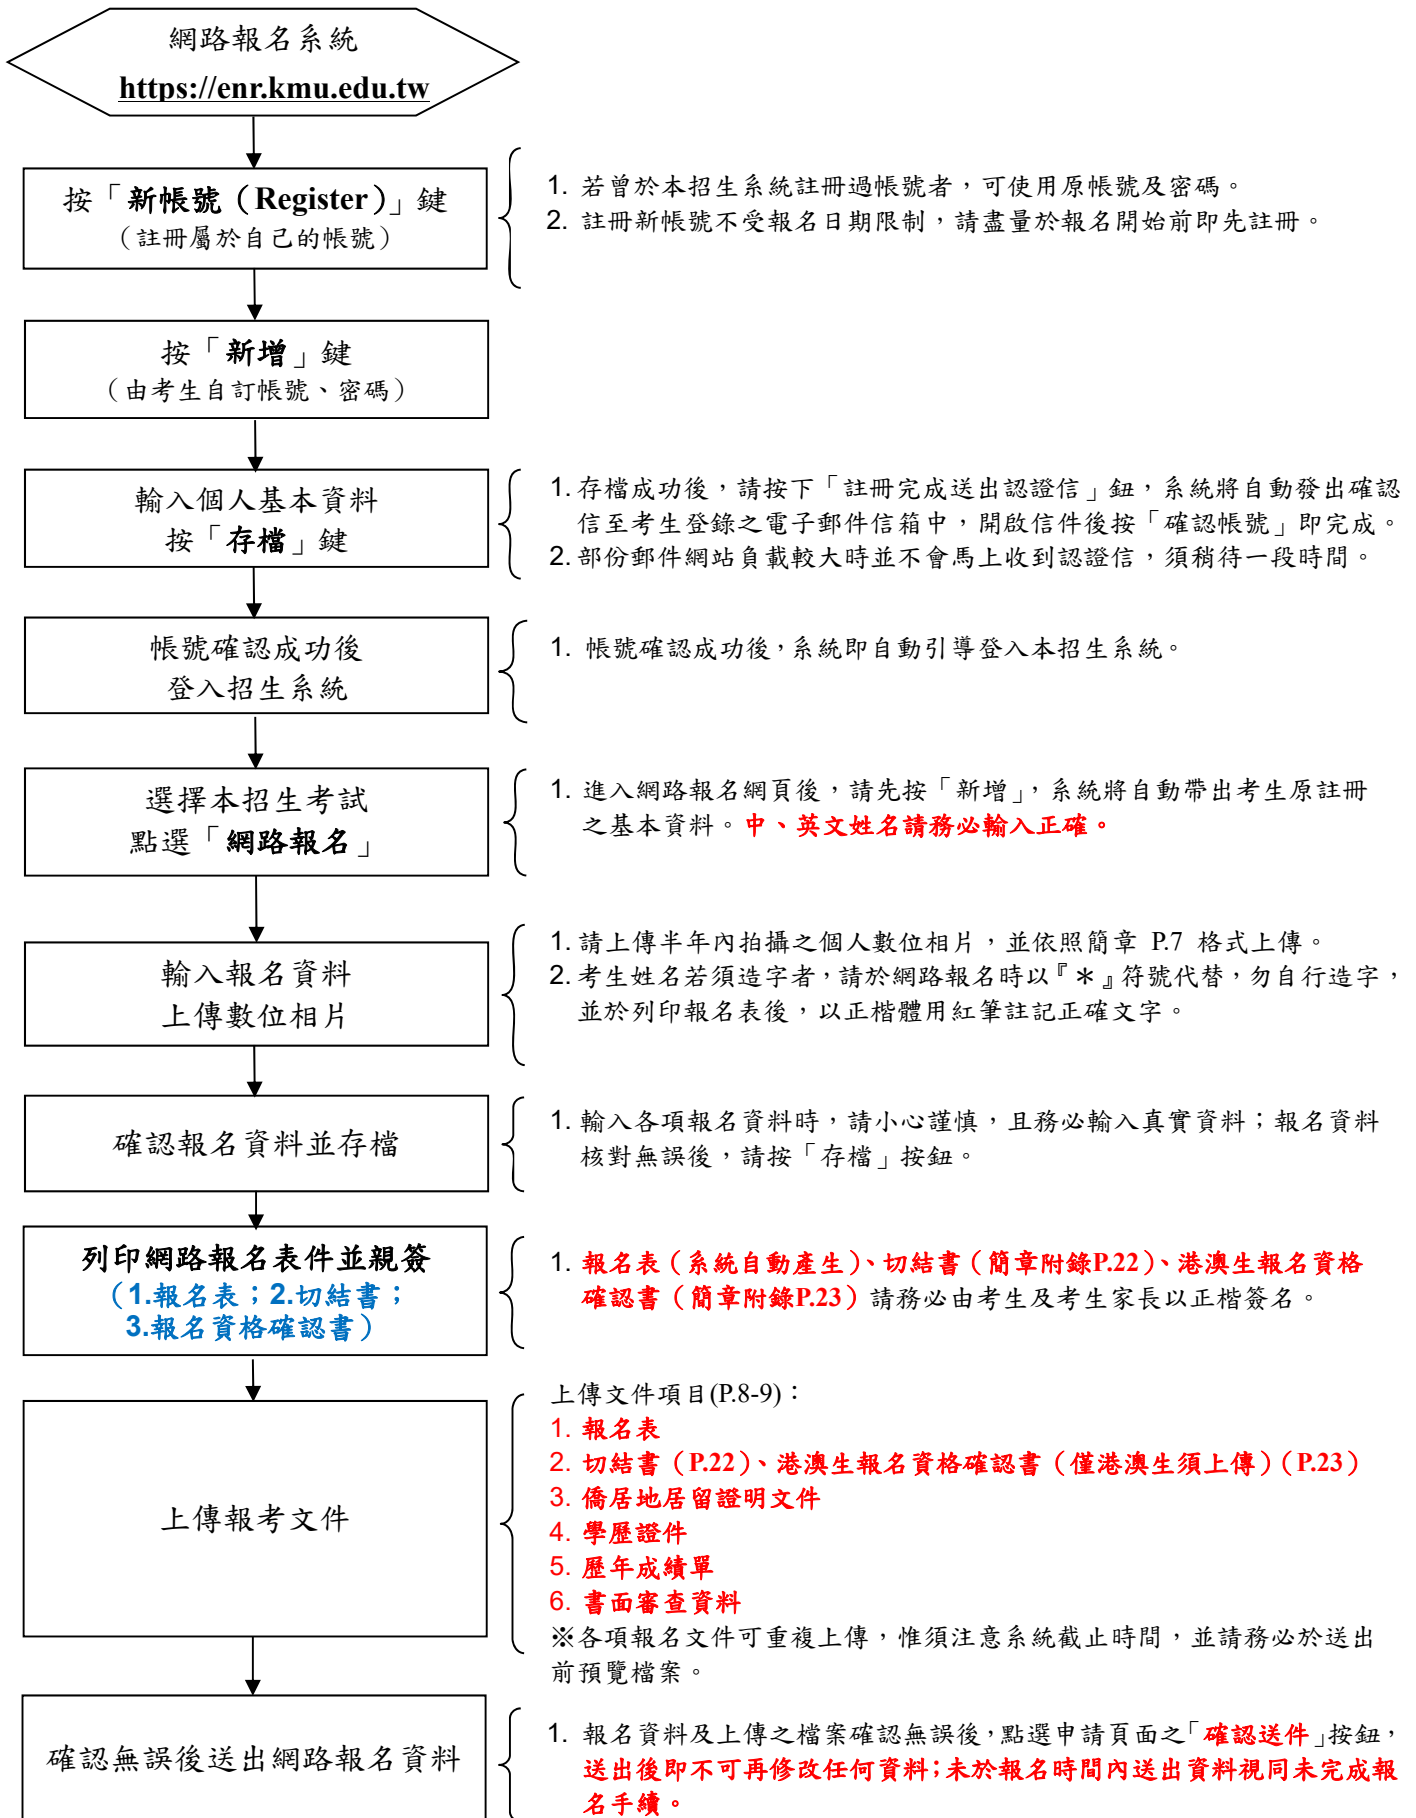 網路報名系統
https://enr.kmu.edu.tw
按「新帳號（Register）」鍵
（註冊屬於自己的帳號）
1. 若曾於本招生系統註冊過帳號者，可使用原帳號及密碼。
2. 註冊新帳號不受報名日期限制，請盡量於報名開始前即先註冊。
按「新增」鍵
（由考生自訂帳號、密碼）
輸入個人基本資料
按「存檔」鍵
1. 存檔成功後，請按下「註冊完成送出認證信」鈕，系統將自動發出確認
信至考生登錄之電子郵件信箱中，開啟信件後按「確認帳號」即完成。
2. 部份郵件網站負載較大時並不會馬上收到認證信，須稍待一段時間。
帳號確認成功後
登入招生系統
1. 帳號確認成功後，系統即自動引導登入本招生系統。
選擇本招生考試
點選「網路報名」
1. 進入網路報名網頁後，請先按「新增」，系統將自動帶出考生原註冊
之基本資料。中、英文姓名請務必輸入正確。
輸入報名資料
上傳數位相片
1. 請上傳半年內拍攝之個人數位相片，並依照簡章 P.7 格式上傳。
2. 考生姓名若須造字者，請於網路報名時以『＊』符號代替，勿自行造字，
並於列印報名表後，以正楷體用紅筆註記正確文字。
確認報名資料並存檔
1. 輸入各項報名資料時，請小心謹慎，且務必輸入真實資料；報名資料
核對無誤後，請按「存檔」按鈕。
列印網路報名表件並親簽
（1.報名表；2.切結書；
3.報名資格確認書）
1. 報名表（系統自動產生）、切結書（簡章附錄P.22）、港澳生報名資格
確認書（簡章附錄P.23）請務必由考生及考生家長以正楷簽名。
上傳報考文件
上傳文件項目(P.8-9)：
1. 報名表
2. 切結書（P.22）、港澳生報名資格確認書（僅港澳生須上傳）（P.23）
3. 僑居地居留證明文件
4. 學歷證件
5. 歷年成績單
6. 書面審查資料
※各項報名文件可重複上傳，惟須注意系統截止時間，並請務必於送出
前預覽檔案。
確認無誤後送出網路報名資料
1. 報名資料及上傳之檔案確認無誤後，點選申請頁面之「確認送件」按鈕，
送出後即不可再修改任何資料；未於報名時間內送出資料視同未完成報
名手續。